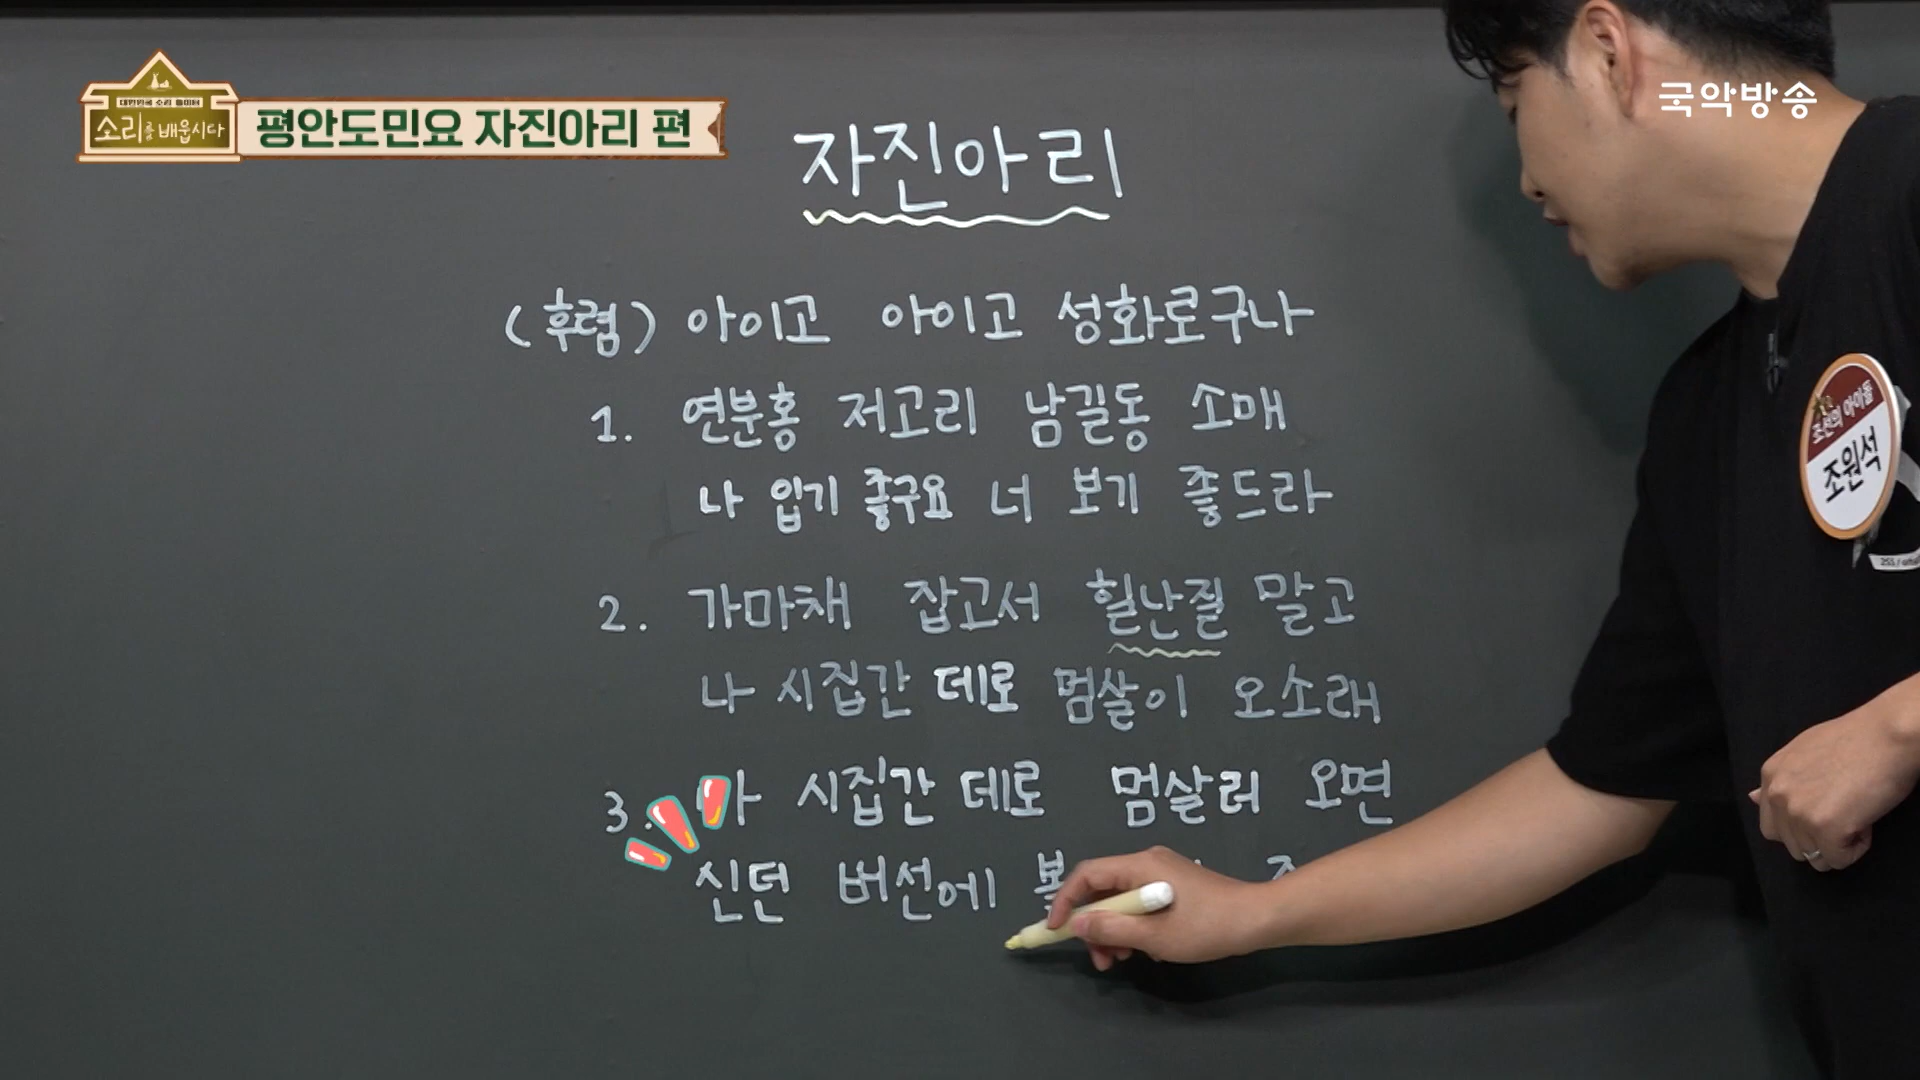 대한민국 소리 놀이터
소리를 배웁시다
평안도민요 자진아리 편
국악방송
자진아리
(후렴) 아이고 아이고 성화로구나
1. 연분홍 저고리 남길동 소매
나 입기 좋구요 너 보기 좋드라
2. 가마채 잡고서 힐난질 말고
나 시집간 데로 멈살이 오소래
3. 시집간 데로 멈살러 오면
신던 버선에 볼
조선의 아이돌
조원석